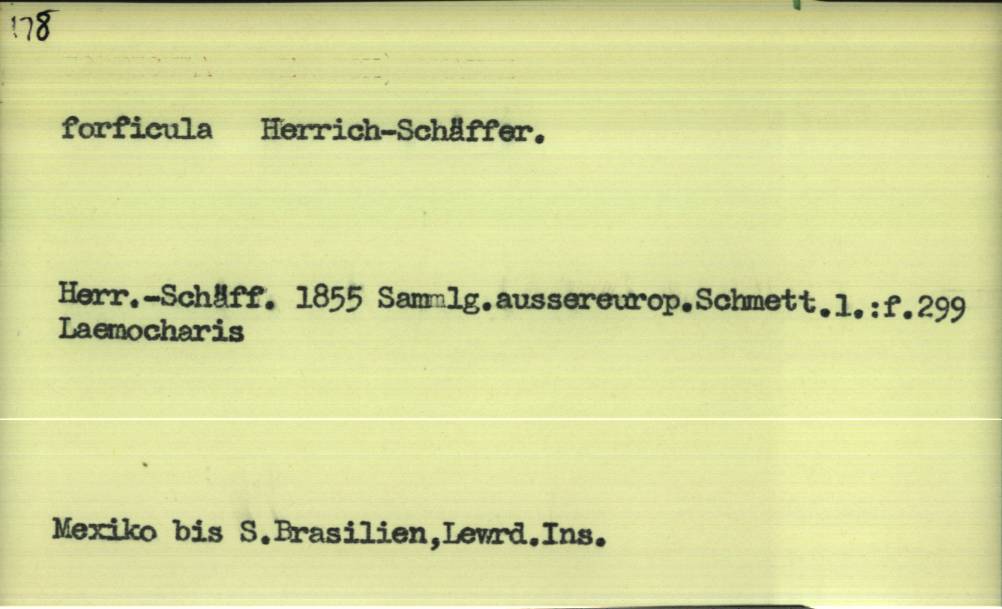 178
forficula Herrich-Schäffer.
Herr.-Schäff. 1855 Sammlg.aussereurop.Schmett.1.:f.299
Laemocharis
Mexiko bis S.Brasilien,Lewrd.Ins.